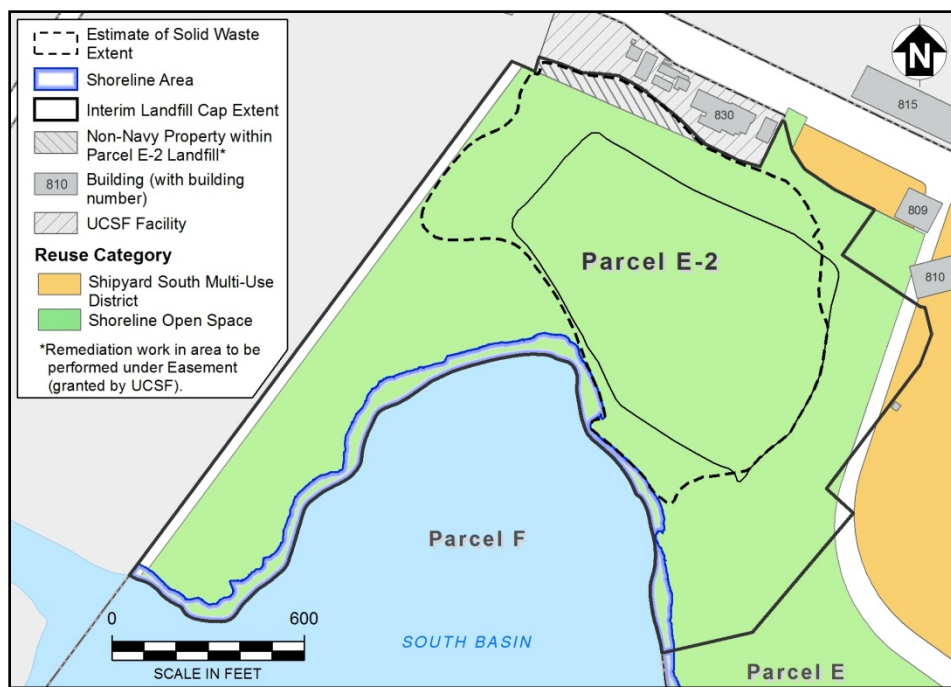 Estimate of Solid Waste
Extent
Shoreline Area
Interim Landfill Cap Extent
Non-Navy Property within
Parcel E-2 Landfill*
810
Building (with building
number)
UCSF Facility
Reuse Category
Shipyard South Multi-Use
District
Shoreline Open Space
*Remediation work in area to be
performed under Easement
(granted by UCSF).
N
815
830
809
810
Parcel E-2
Parcel F
0
600
SCALE IN FEET
SOUTH BASIN
Parcel E